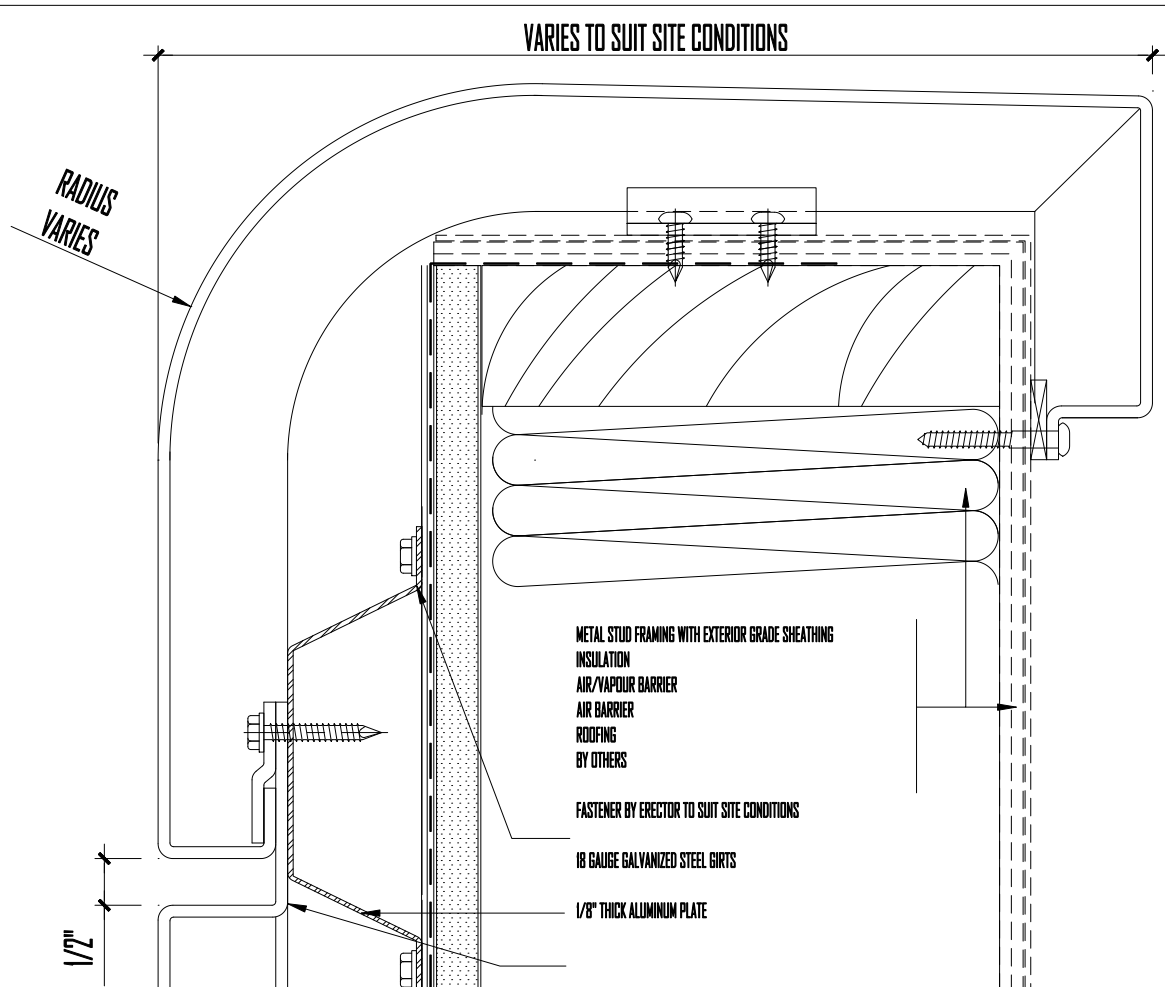 VARIES TO SUIT SITE CONDITIONS
RADIUS
VARIES
METAL STUD FRAMING WITH EXTERIOR GRADE SHEATHING
INSULATION
AIR/VAPOUR BARRIER
AIR BARRIER
ROOFING
BY OTHERS
FASTENER BY ERECTOR TO SUIT SITE CONDITIONS
18 GAUGE GALVANIZED STEEL GIRTS
1/8" THICK ALUMINUM PLATE
1/2"